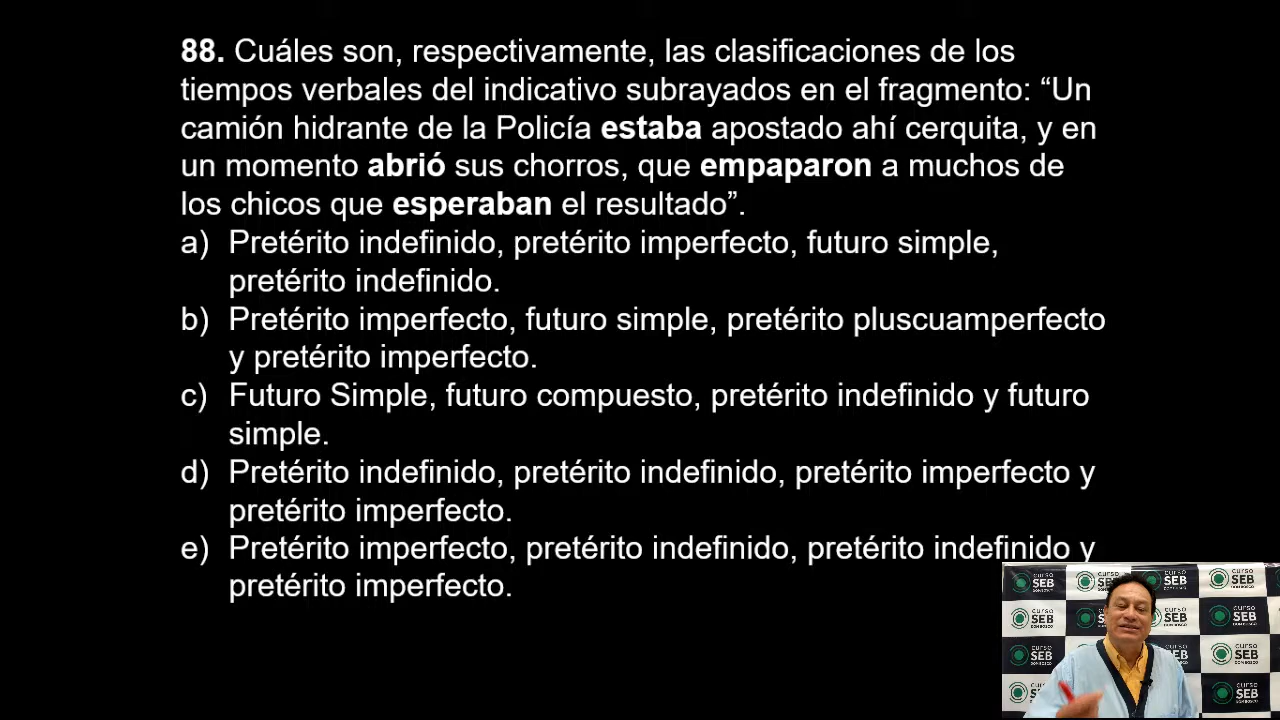 88. Cuáles son, respectivamente, las clasificaciones de los
tiempos verbales del indicativo subrayados en el fragmento: “Un
camión hidrante de la Policía estaba apostado ahí cerquita, y en
un momento abrió sus chorros, que empaparon a muchos de
los chicos que esperaban el resultado”.
a) Pretérito indefinido, pretérito imperfecto, futuro simple,
pretérito indefinido.
b) Pretérito imperfecto, futuro simple, pretérito pluscuamperfecto
y pretérito imperfecto.
c) Futuro Simple, futuro compuesto, pretérito indefinido y futuro
simple.
d) Pretérito indefinido, pretérito indefinido, pretérito imperfecto y
pretérito imperfecto.
e) Pretérito imperfecto, pretérito indefinido, pretérito indefinido y
pretérito imperfecto.
curso
SEB
DOM BOSCO